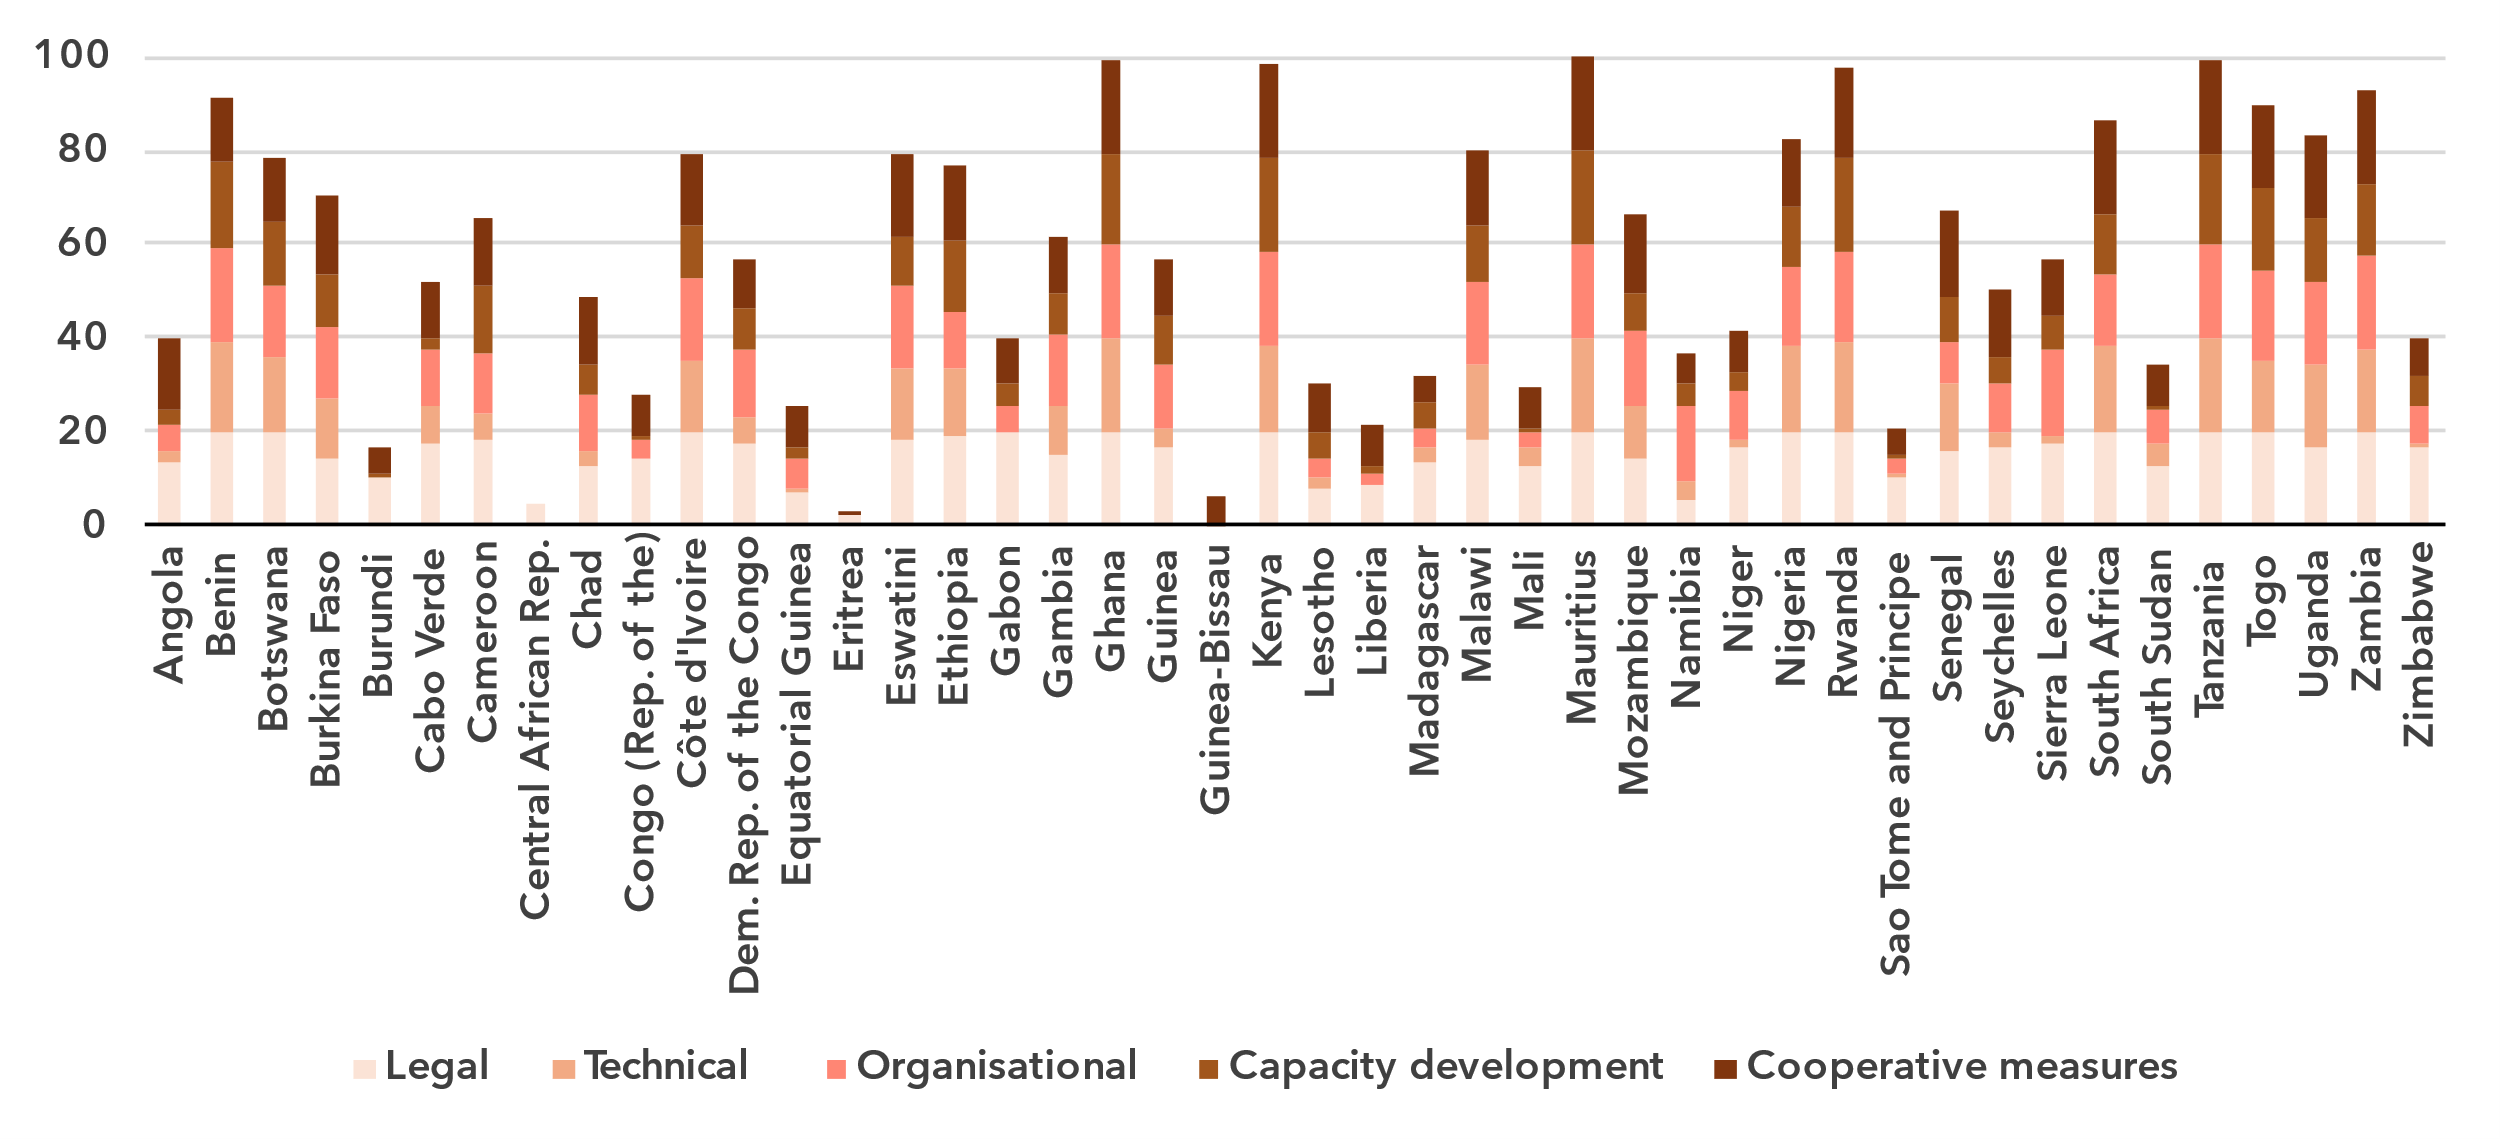 100
80
60
40
20
0
Angola
Benin
Botswana
Burkina Faso
Burundi
Cabo Verde
Cameroon
Central African Rep.
Chad
Congo (Rep. of the)
Côte d'Ivoire
Dem. Rep. of the Congo
Equatorial Guinea
Eritrea
Eswatini
Ethiopia
Gabon
Gambia
Ghana
Guinea
Guinea-Bissau
Kenya
Lesotho
Liberia
Madagascar
Malawi
Mali
Mauritius
Mozambique
Namibia
Niger
Nigeria
Rwanda
Sao Tome and Principe
Senegal
Seychelles
Sierra Leone
South Africa
South Sudan
Tanzania
Togo
Uganda
Zambia
Zimbabwe
Legal Technical Organisational Capacity development Cooperative measures